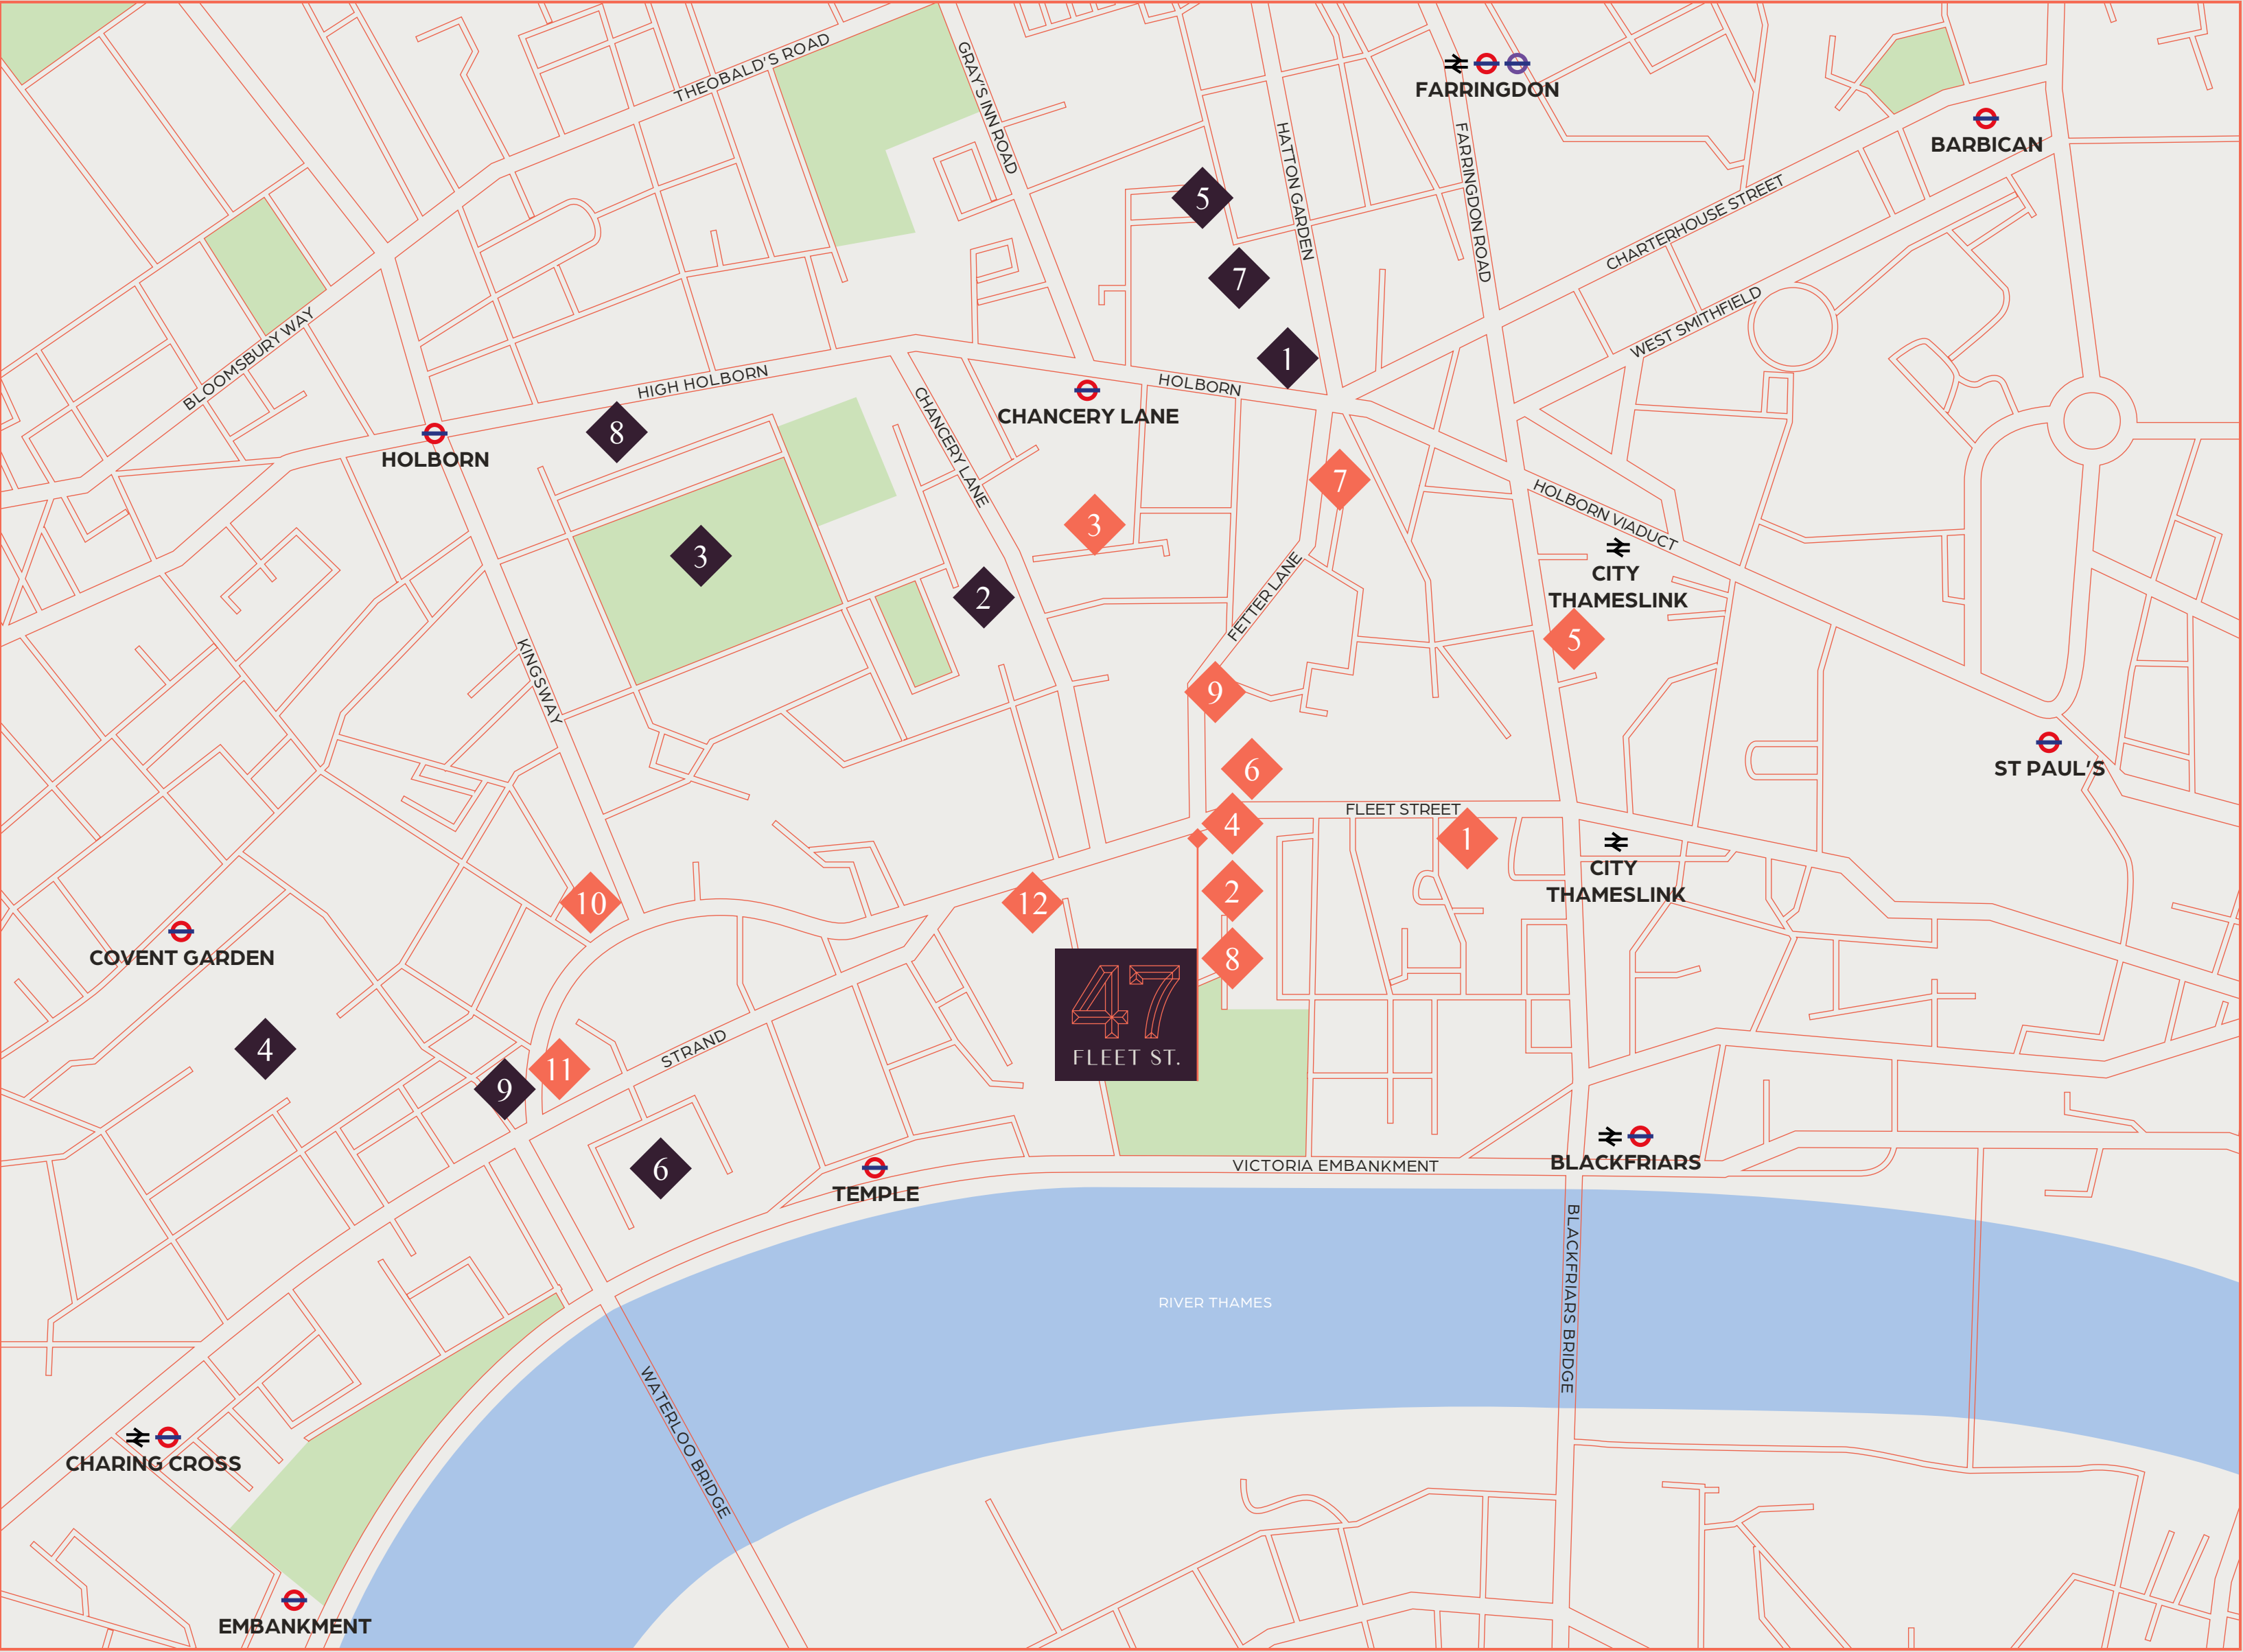 THEOBALD'S ROAD
GRAY'S INN ROAD
FARRINGDON
BARBICAN
HATTON GARDEN
FARRINGDON ROAD
CHARTERHOUSE STREET
5
7
WEST SMITHFIELD
BLOOMSBURY WAY
1
HIGH HOLBORN
HOLBORN
CHANCERY LANE
CHANCERY LANE
8
HOLBORN
7
3
HOLBORN VIADUCT
3
CITY
THAMESLINK
2
FETTER LANE
5
KINGSWAY
9
6
ST PAUL'S
FLEET STREET
4
1
CITY
THAMESLINK
2
10
12
COVENT GARDEN
8
47
FLEET ST.
4
STRAND
11
9
6
TEMPLE
VICTORIA EMBANKMENT
BLACKFRIARS
BLACKFRIARS BRIDGE
RIVER THAMES
WATERLOO BRIDGE
CHARING CROSS
EMBANKMENT